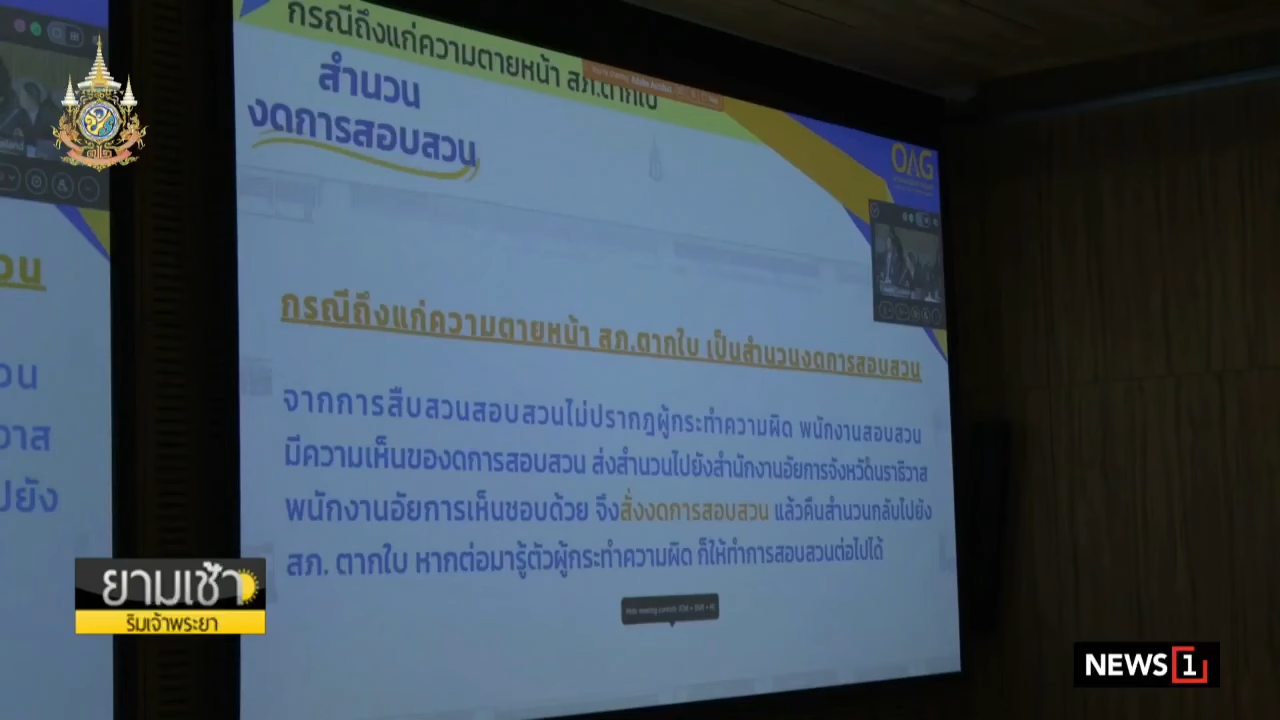 กรณีถึงแก่ความตายหน้า สภ.ตากใบ
สำนวน
งดการสอบสวน
OAG
วน
กรณีถึงแก่ความตายหน้า สภ.ตากใบ เป็นสำนวนงดการสอบสวน
จากการสืบสวนสอบสวนไม่ปรากฎผู้กระทำความผิด พนักงานสอบสวน
มีความเห็นของดการสอบสวน ส่งสำนวนไปยังสำนักงานอัยการจังหวัดนราธิวาส
พนักงานอัยการเห็นชอบด้วย จึงสั่งงดการสอบสวน แล้วคืนสำนวนกลับไปยัง
สภ. ตากใบ หากต่อมารู้ตัวผู้กระทำความผิด ก็ให้ทำการสอบสวนต่อไปได้
วน
วาส
ปยัง
ยามเช้า
ริมเจ้าพระยา
NEWS 1